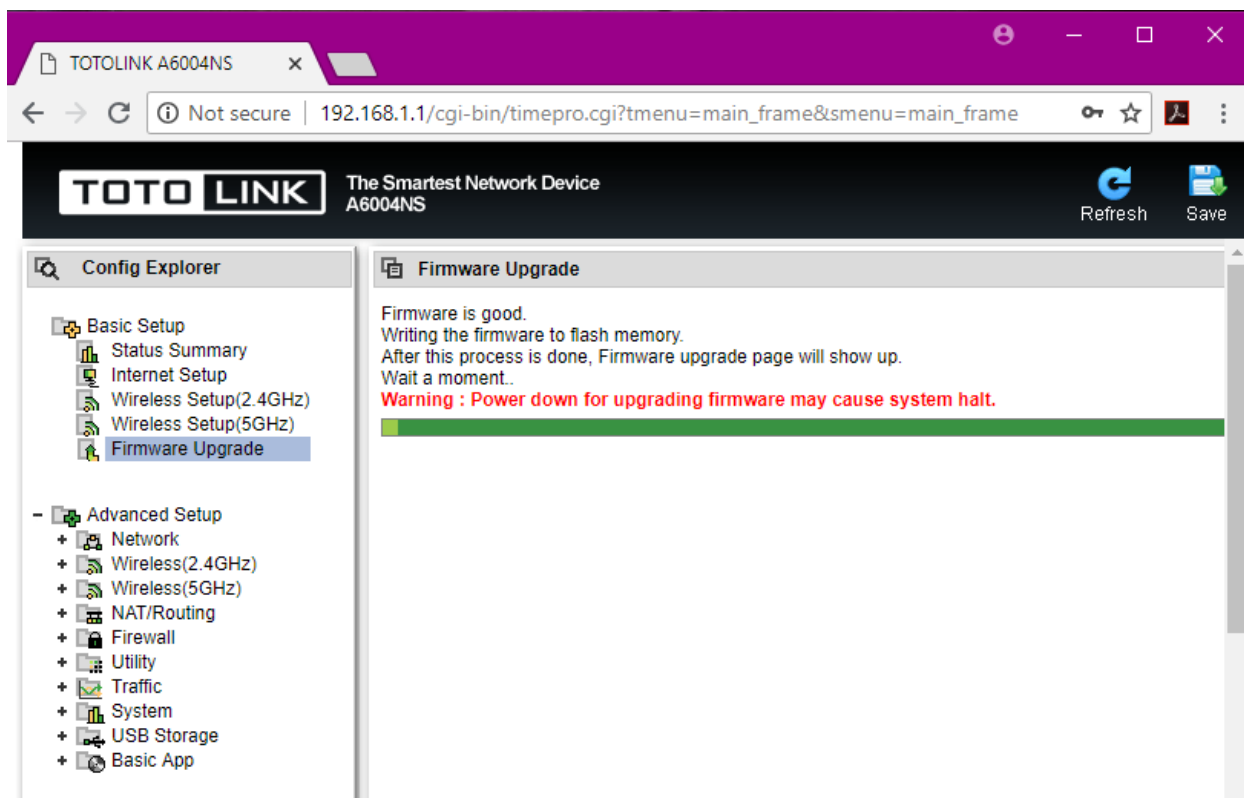 TOTOLINK A6004NS
Not secure | 192.168.1.1/cgi-bin/timepro.cgi?tmenu=main_frame&smenu=main_frame
TOTO LINK
The Smartest Network Device
A6004NS
Refresh
Save
Config Explorer
Basic Setup
Status Summary
Internet Setup
Wireless Setup(2.4GHz)
Wireless Setup(5GHz)
Firmware Upgrade
Advanced Setup
Network
Wireless(2.4GHz)
Wireless(5GHz)
NAT/Routing
Firewall
Utility
Traffic
System
USB Storage
Basic App
Firmware Upgrade
Firmware is good.
Writing the firmware to flash memory.
After this process is done, Firmware upgrade page will show up.
Wait a moment..
Warning : Power down for upgrading firmware may cause system halt.